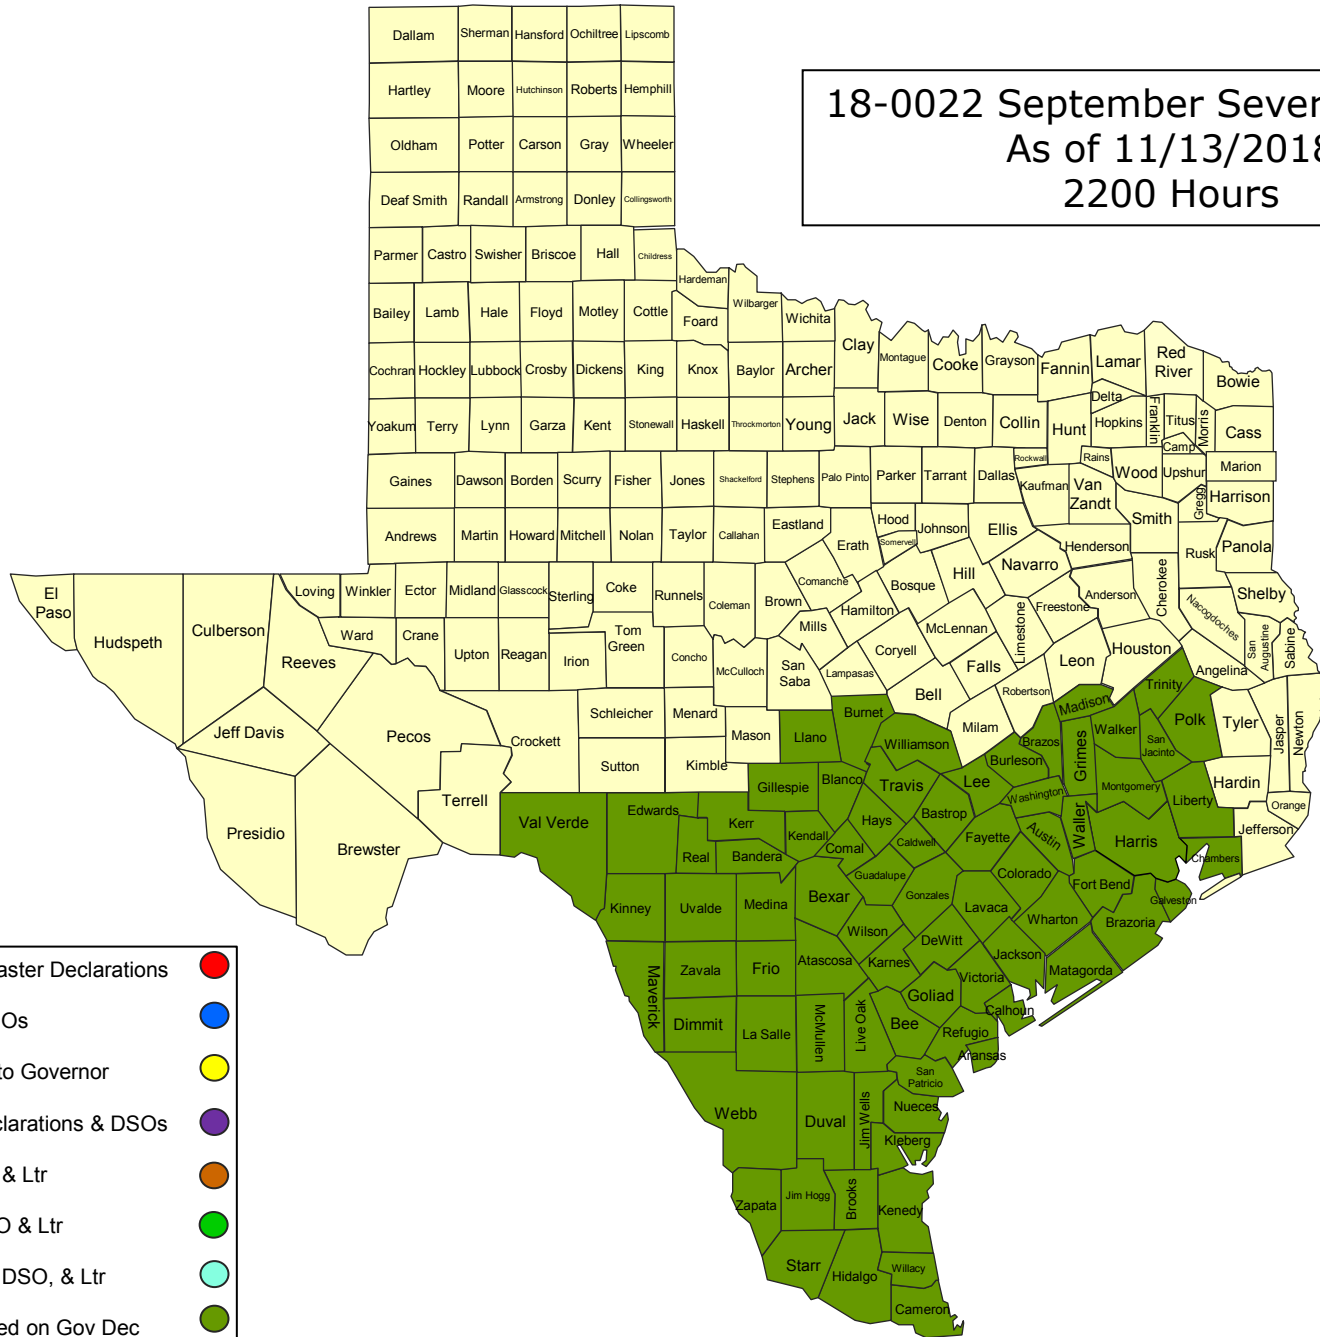 Dallam Sherman Hansford Ochiltree Lipscomb
Hartley Moore Hutchinson Roberts Hemphill
18-0022 September Sever
As of 11/13/2018
2200 Hours
Oldham Potter Carson Gray Wheeler
Deaf Smith Randall Armstrong Donley Collingsworth
Parmer Castro Swisher Briscoe Hall Childress
Hardeman
Bailey Lamb Hale Floyd Motley Cottle Foard Wilbarger Wichita
Clay Montague Cooke Grayson Fannin Lamar Red
River Bowie
Cochran Hockley Lubbock Crosby Dickens King Knox Baylor Archer
Delta
Yoakum Terry Lynn Garza Kent Stonewall Haskell Throckmorton Young Jack Wise Denton Collin Hunt Hopkins Franklin Titus Morris Cass
Camp
Rockwall Rains Wood Upshur Marion
Gaines Dawson Borden Scurry Fisher Jones Shackelford Stephens Palo Pinto Parker Tarrant Dallas Kaufman Van
Zandt Gregg Harrison
Andrews Martin Howard Mitchell Nolan Taylor Callahan Eastland Erath Hood Somervell Johnson Ellis Henderson Smith Rusk Panola
El
Paso Hudspeth Culberson Loving Winkler Ector Midland Glasscock Sterling Coke Runnels Coleman Brown Comanche Hamilton Bosque Hill Navarro Freestone Anderson Cherokee Nacogdoches Shelby
Reeves Ward Crane Upton Reagan Irion Tom
Green Concho McCulloch San
Saba Mills Lampasas Coryell McLennan Limestone Falls Leon Houston Angelina San
Augustine Sabine
Jeff Davis Pecos Crockett Schleicher Menard Mason Llano Burnet Bell Milam Robertson Madison Trinity Polk Tyler Jasper Newton
Presidio Brewster Terrell Sutton Kimble Gillespie Blanco Williamson Travis Lee Burleson Brazos Grimes Walker San
Jacinto Hardin Orange
Val Verde Edwards Kerr Kendall Hays Bastrop Washington Waller Montgomery Liberty Jefferson
Real Bandera Comal Caldwell Fayette Austin Harris Chambers
Kinney Uvalde Medina Bexar Guadalupe Gonzales Lavaca Colorado Fort Bend Galveston
Wilson DeWitt Wharton Brazoria
Maverick Zavala Frio Atascosa Karnes Jackson Matagorda
Dimmit La Salle McMullen Live Oak Bee Goliad Victoria Calhoun
Refugio
Aransas
San
Patricio
Webb Duval Jim Wells Nueces
Kleberg
Zapata Jim Hogg Brooks Kenedy
Starr Hidalgo Willacy
Cameron
aster Declarations
Os
to Governor
clarations & DSOs
& Ltr
O & Ltr
DSO, & Ltr
ed on Gov Dec